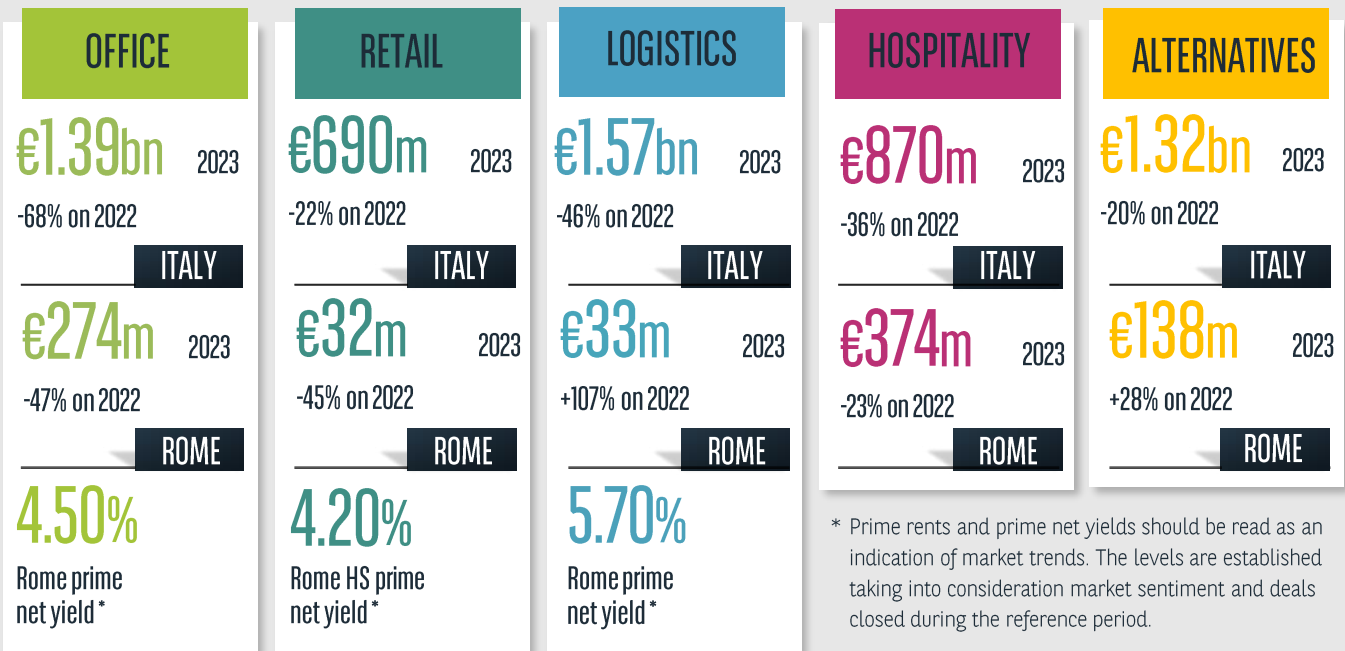 OFFICE
€1.39bn 2023
-68% on 2022
ITALY
€274m 2023
-47% on 2022
ROME
4.50%
Rome prime
net yield *
RETAIL
€690m 2023
-22% on 2022
ITALY
€32m 2023
-45% on 2022
ROME
4.20%
Rome HS prime
net yield *
LOGISTICS
€1.57bn 2023
-46% on 2022
ITALY
€33m 2023
+107% on 2022
ROME
5.70%
Rome prime
net yield *
HOSPITALITY
€870m 2023
-36% on 2022
ITALY
€374m 2023
-23% on 2022
ROME
ALTERNATIVES
€1.32bn 2023
-20% on 2022
ITALY
€138m 2023
+28% on 2022
ROME
* Prime rents and prime net yields should be read as an
indication of market trends. The levels are established
taking into consideration market sentiment and deals
closed during the reference period.